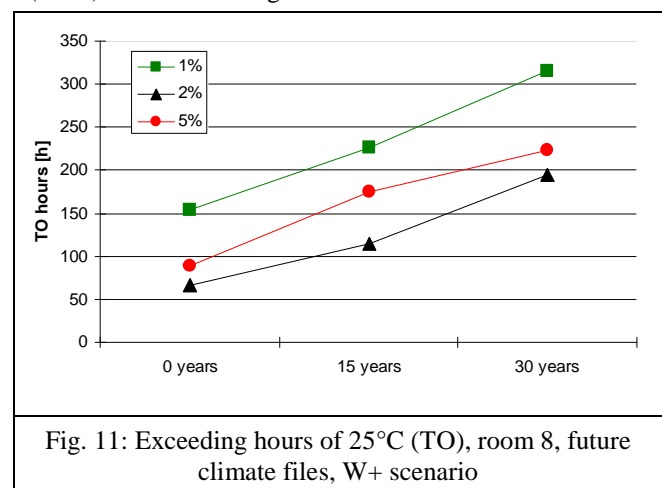 350
300
250
200
150
100
50
0
TO hours [h]
1%
2%
5%
0 years
15 years
30 years
Fig. 11: Exceeding hours of 25°C (TO), room 8, future
climate files, W+ scenario